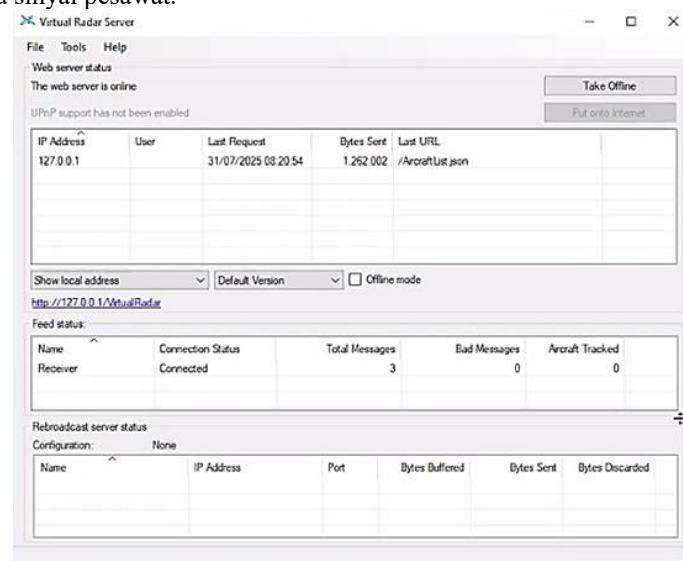 sinyal pesawat.
Virtual Radar Server
File Tools Help
Web server status
The web server is online
Take Offline
UPnP support has not been enabled
Put onto Internet
IP Address User Last Request Bytes Sent Last URL
127.0.0.1 31/07/2025 08:20:54 1.262.002 /AircraftList.json
Show local address Default Version Offline mode
http://127.0.0.1/VirtualRadar
Feed status:
Name Connection Status Total Messages Bad Messages Aircraft Tracked
Receiver Connected 3 0 0
Rebroadcast server status
Configuration: None
Name IP Address Port Bytes Buffered Bytes Sent Bytes Discarded